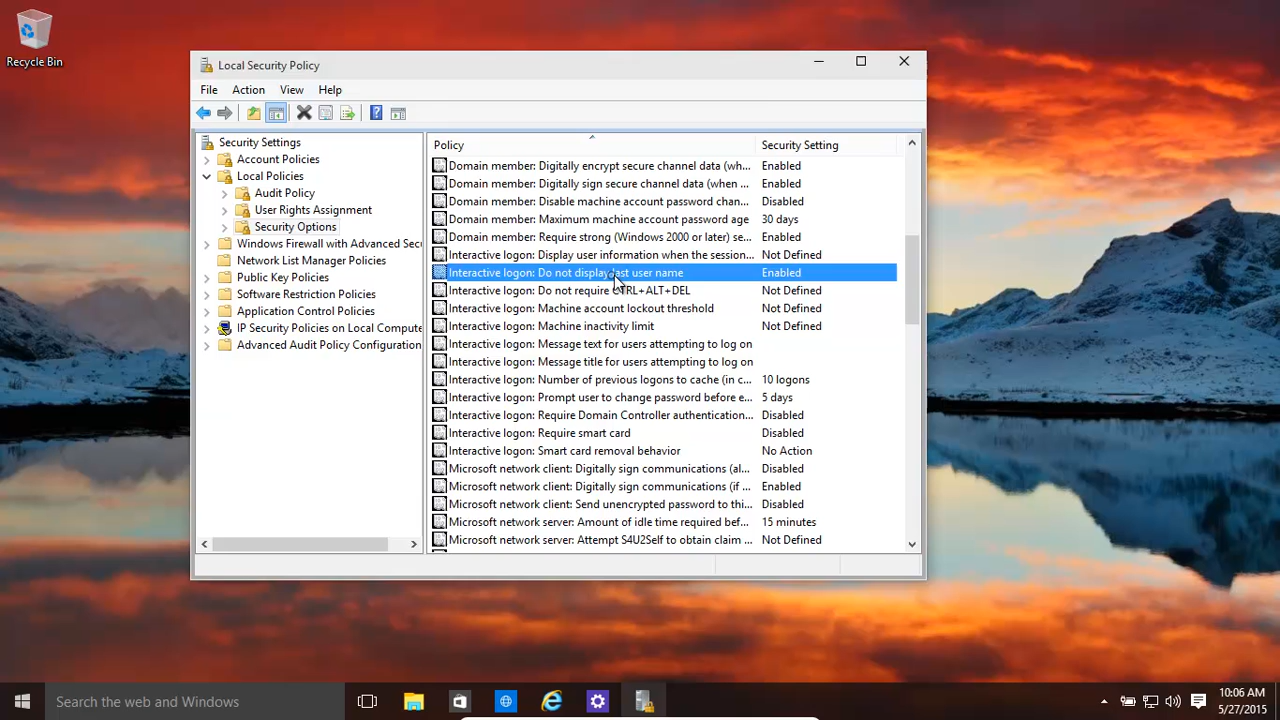 Recycle Bin
Local Security Policy
File Action View Help
Security Settings
Account Policies
Local Policies
Audit Policy
User Rights Assignment
Security Options
Windows Firewall with Advanced Secu
Network List Manager Policies
Public Key Policies
Software Restriction Policies
Application Control Policies
IP Security Policies on Local Compute
Advanced Audit Policy Configuration
Policy Security Setting
Domain member: Digitally encrypt secure channel data (wh... Enabled
Domain member: Digitally sign secure channel data (when ... Enabled
Domain member: Disable machine account password chan... Disabled
Domain member: Maximum machine account password age 30 days
Domain member: Require strong (Windows 2000 or later) se... Enabled
Interactive logon: Display user information when the session... Not Defined
Interactive logon: Do not display last user name Enabled
Interactive logon: Do not require CTRL+ALT+DEL Not Defined
Interactive logon: Machine account lockout threshold Not Defined
Interactive logon: Machine inactivity limit Not Defined
Interactive logon: Message text for users attempting to log on
Interactive logon: Message title for users attempting to log on
Interactive logon: Number of previous logons to cache (in c... 10 logons
Interactive logon: Prompt user to change password before e... 5 days
Interactive logon: Require Domain Controller authentication... Disabled
Interactive logon: Require smart card Disabled
Interactive logon: Smart card removal behavior No Action
Microsoft network client: Digitally sign communications (al... Disabled
Microsoft network client: Digitally sign communications (if ... Enabled
Microsoft network client: Send unencrypted password to thi... Disabled
Microsoft network server: Amount of idle time required bef... 15 minutes
Microsoft network server: Attempt S4U2Self to obtain claim ... Not Defined
Search the web and Windows
10:06 AM
5/27/2015